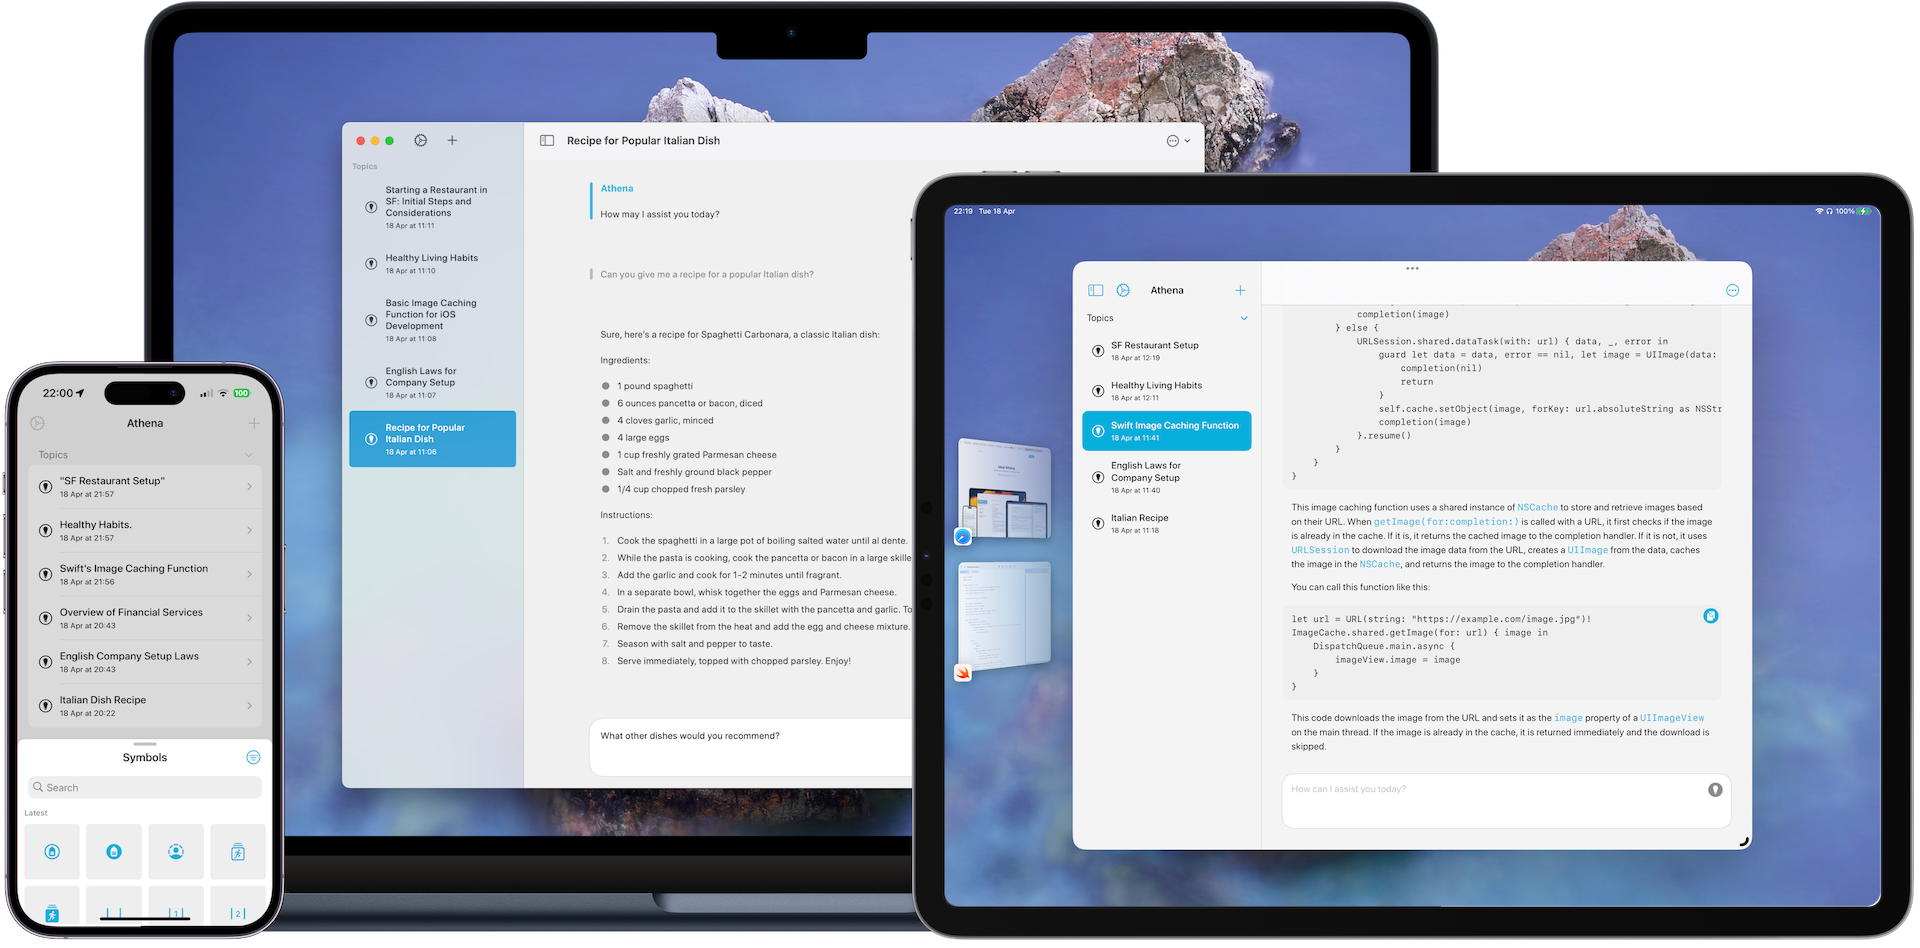 Recipe for Popular Italian Dish
Topics
Starting a Restaurant in
SF: Initial Steps and
Considerations
18 Apr at 11:11
Healthy Living Habits
18 Apr at 11:10
Basic Image Caching
Function for iOS
Development
18 Apr at 11:08
English Laws for
Company Setup
18 Apr at 11:07
Recipe for Popular
Italian Dish
18 Apr at 11:06
Athena
How may I assist you today?
Can you give me a recipe for a popular Italian dish?
Sure, here's a recipe for Spaghetti Carbonara, a classic Italian dish:
Ingredients:
1 pound spaghetti
6 ounces pancetta or bacon, diced
4 cloves garlic, minced
4 large eggs
1 cup freshly grated Parmesan cheese
Salt and freshly ground black pepper
1/4 cup chopped fresh parsley
Instructions:
1. Cook the spaghetti in a large pot of boiling salted water until al dente.
2. While the pasta is cooking, cook the pancetta or bacon in a large skille
3. Add the garlic and cook for 1-2 minutes until fragrant.
4. In a separate bowl, whisk together the eggs and Parmesan cheese.
5. Drain the pasta and add it to the skillet with the pancetta and garlic. To
6. Remove the skillet from the heat and add the egg and cheese mixture.
7. Season with salt and pepper to taste.
8. Serve immediately, topped with chopped parsley. Enjoy!
What other dishes would you recommend?
22:00
100
Athena
Topics
"SF Restaurant Setup"
18 Apr at 21:57
Healthy Habits.
18 Apr at 21:57
Swift's Image Caching Function
18 Apr at 21:56
Overview of Financial Services
18 Apr at 20:43
English Company Setup Laws
18 Apr at 20:43
Italian Dish Recipe
18 Apr at 20:22
Symbols
Search
Latest
1
2
22:19 Tue 18 Apr
100%
Athena
Topics
SF Restaurant Setup
18 Apr at 12:19
Healthy Living Habits
18 Apr at 12:11
Swift Image Caching Function
18 Apr at 11:41
English Laws for
Company Setup
18 Apr at 11:40
Italian Recipe
18 Apr at 11:18
completion(image)
} else {
URLSession.shared.dataTask(with: url) { data, _, error in
guard let data = data, error == nil, let image = UIImage(data:
completion(nil)
return
}
self.cache.setObject(image, forKey: url.absoluteString as NSStr
completion(image)
}.resume()
}
}
}
This image caching function uses a shared instance of NSCache to store and retrieve images based
on their URL. When getImage(for:completion:) is called with a URL, it first checks if the image
is already in the cache. If it is, it returns the cached image to the completion handler. If it is not, it uses
URLSession to download the image data from the URL, creates a UIImage from the data, caches
the image in the NSCache, and returns the image to the completion handler.
You can call this function like this:
let url = URL(string: "https://example.com/image.jpg")!
ImageCache.shared.getImage(for: url) { image in
DispatchQueue.main.async {
imageView.image = image
}
}
This code downloads the image from the URL and sets it as the image property of a UIImageView
on the main thread. If the image is already in the cache, it is returned immediately and the download is
skipped.
How can I assist you today?